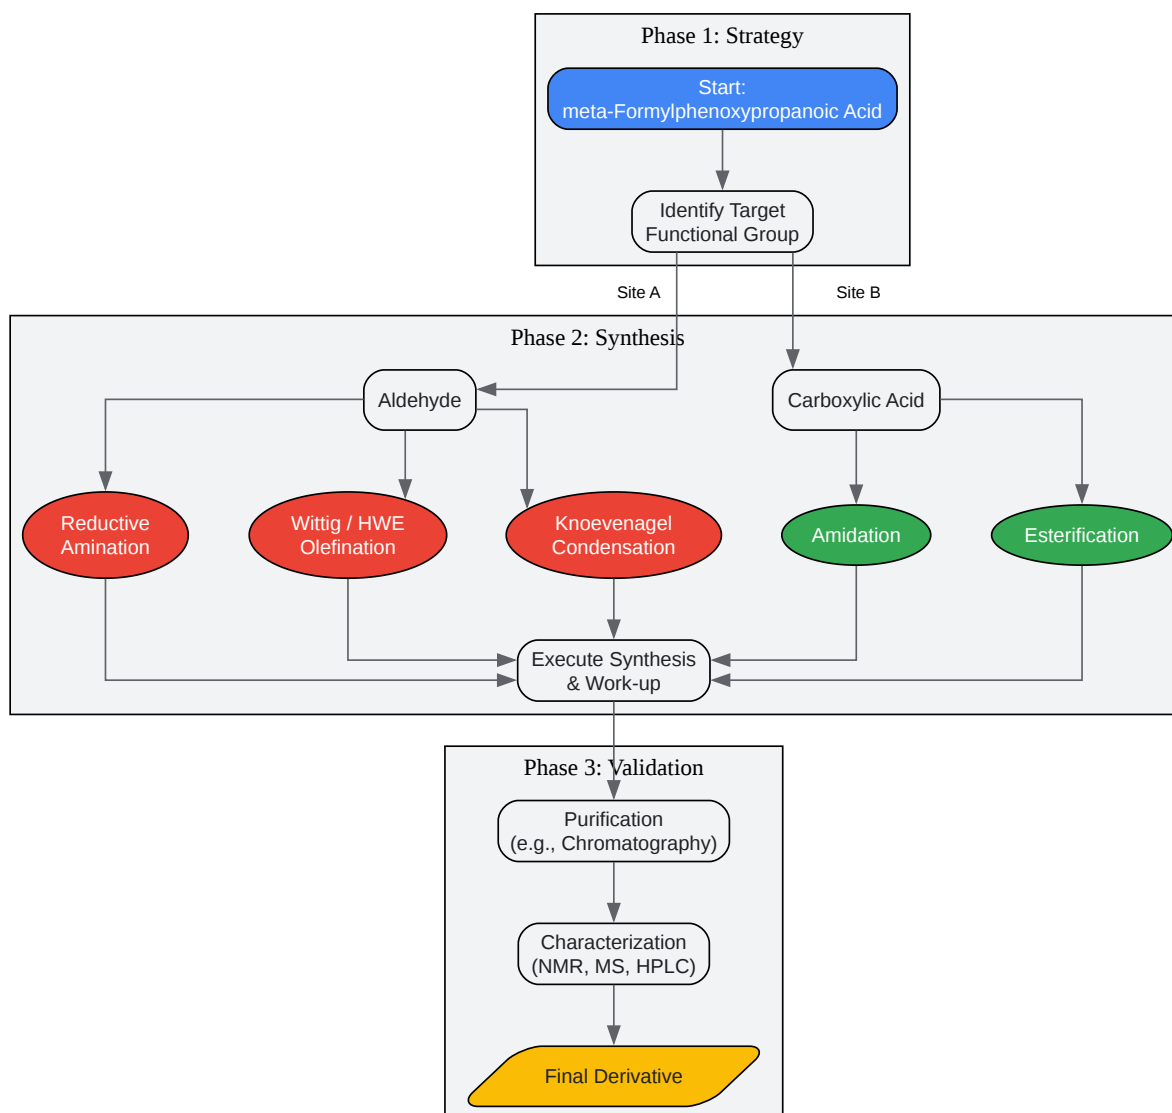 Phase 1: Strategy
Start:
meta-Formylphenoxypropanoic Acid
Identify Target
Functional Group
Site A
Site B
Phase 2: Synthesis
Aldehyde
Carboxylic Acid
Reductive
Amination
Wittig / HWE
Olefination
Knoevenagel
Condensation
Amidation
Esterification
Execute Synthesis
& Work-up
Phase 3: Validation
Purification
(e.g., Chromatography)
Characterization
(NMR, MS, HPLC)
Final Derivative